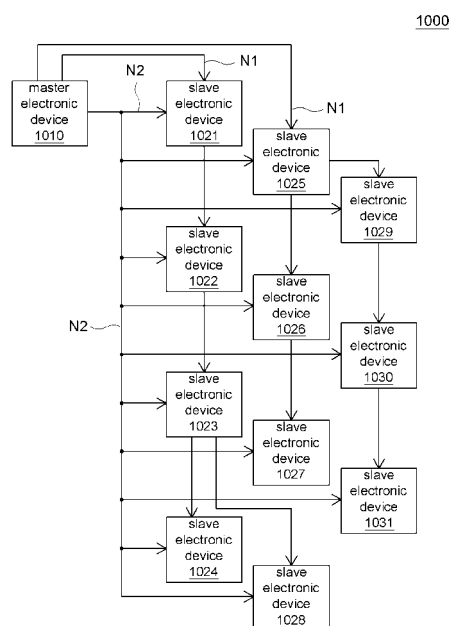 1000
N1
N2
master
electronic
device
1010
slave
electronic
device
1021
N1
slave
electronic
device
1025
slave
electronic
device
1029
slave
electronic
device
1022
slave
electronic
device
1026
N2
slave
electronic
device
1030
slave
electronic
device
1023
slave
electronic
device
1027
slave
electronic
device
1031
slave
electronic
device
1024
slave
electronic
device
1028